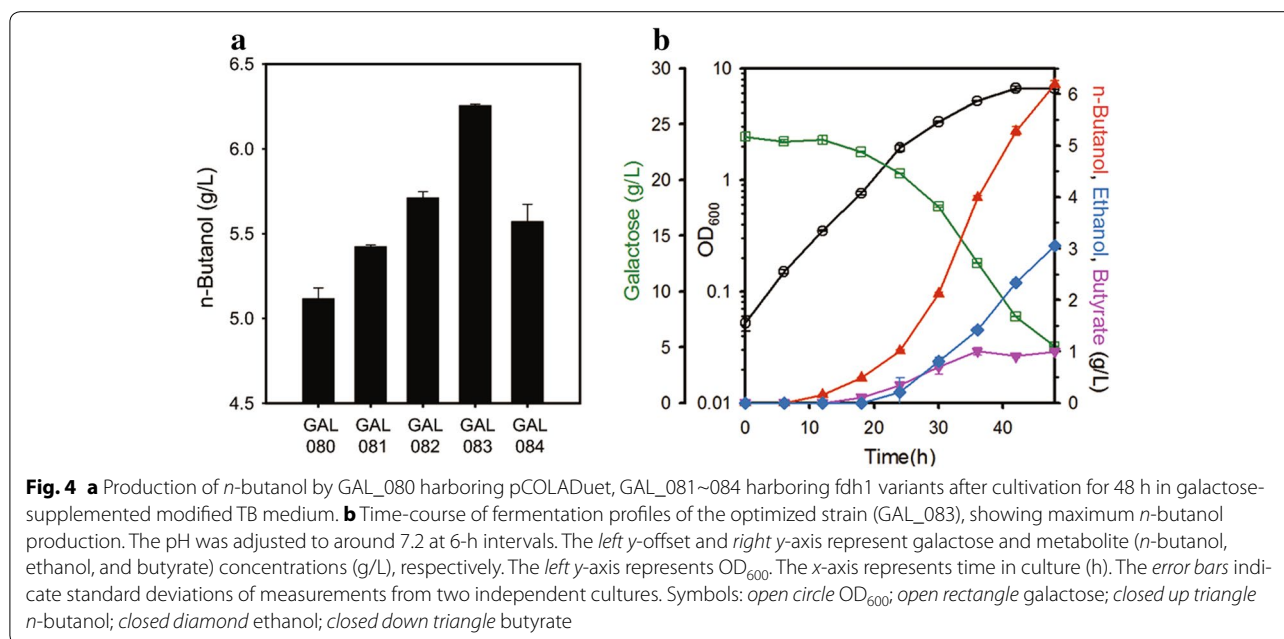 a
b
6.5
6.0
5.5
5.0
4.5
n-Butanol (g/L)
GAL GAL GAL GAL GAL
080 081 082 083 084
30
25
20
15
10
5
0
Galactose (g/L)
10
1
0.1
0.01
OD600
6
5
4
3
2
1
0
n-Butanol, Ethanol, Butyrate (g/L)
0 10 20 30 40
Time(h)
Fig. 4 a Production of n-butanol by GAL_080 harboring pCOLADuet, GAL_081~084 harboring fdh1 variants after cultivation for 48 h in galactose-
supplemented modified TB medium. b Time-course of fermentation profiles of the optimized strain (GAL_083), showing maximum n-butanol
production. The pH was adjusted to around 7.2 at 6-h intervals. The left y-offset and right y-axis represent galactose and metabolite (n-butanol,
ethanol, and butyrate) concentrations (g/L), respectively. The left y-axis represents OD600. The x-axis represents time in culture (h). The error bars indi-
cate standard deviations of measurements from two independent cultures. Symbols: open circle OD600; open rectangle galactose; closed up triangle
n-butanol; closed diamond ethanol; closed down triangle butyrate